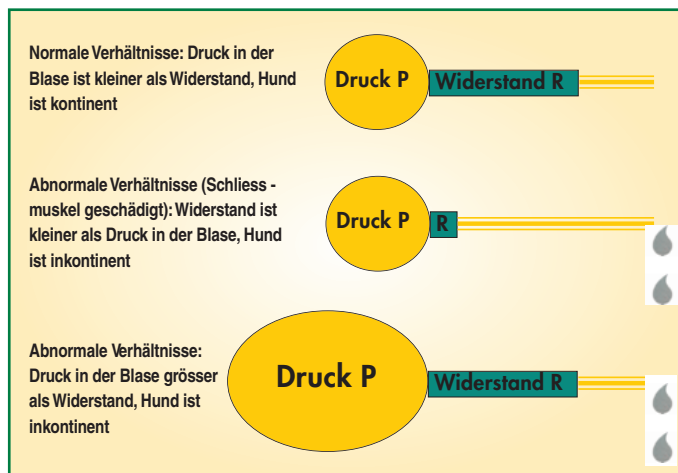 Normale Verhältnisse: Druck in der
Blase ist kleiner als Widerstand, Hund
ist kontinent
Druck P
Widerstand R
Abnormale Verhältnisse (Schliess -
muskel geschädigt): Widerstand ist
kleiner als Druck in der Blase, Hund
ist inkontinent
Druck P
R
Abnormale Verhältnisse:
Druck in der Blase grösser
als Widerstand, Hund ist
inkontinent
Druck P
Widerstand R